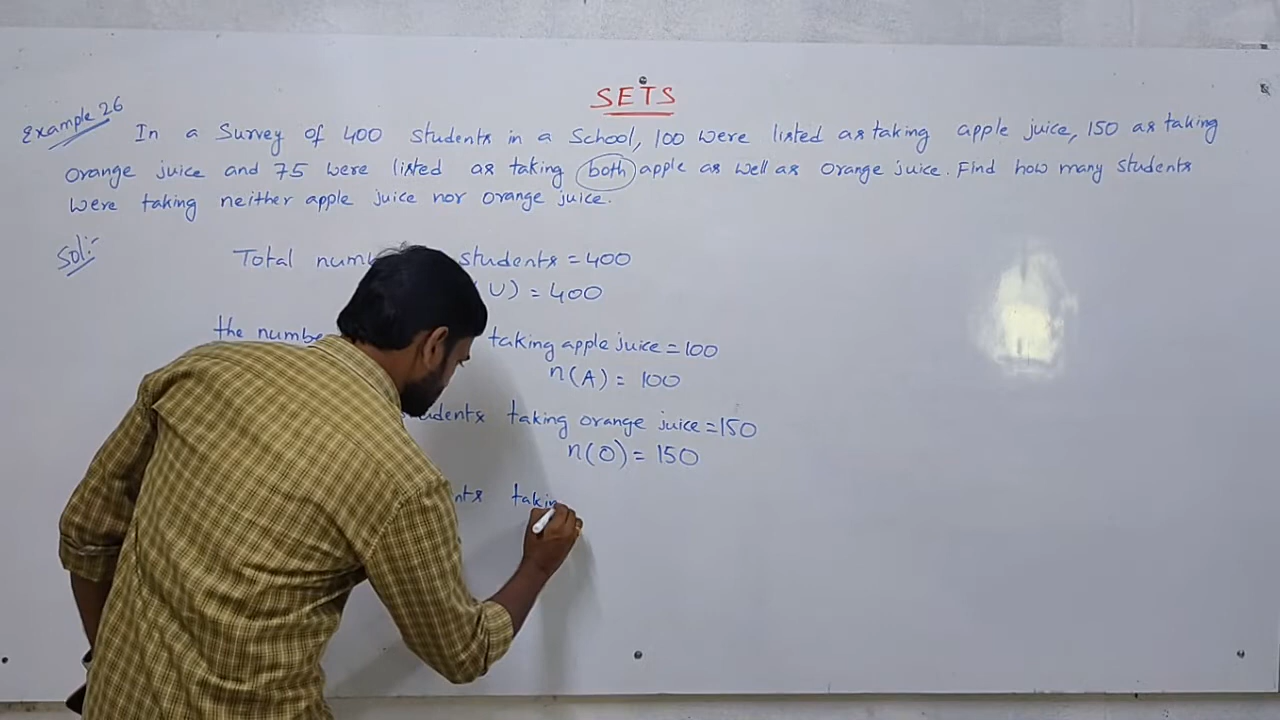 SETS
Example 26
In a Survey of 400 students in a School, 100 were listed as taking apple juice, 150 as taking
orange juice and 75 were listed as taking both apple as well as orange juice. Find how many students
were taking neither apple juice nor orange juice.
Sol:-
Total num students = 400
U) = 400
the numbe taking apple juice = 100
n(A) = 100
students taking orange juice = 150
n(O) = 150
nts takin